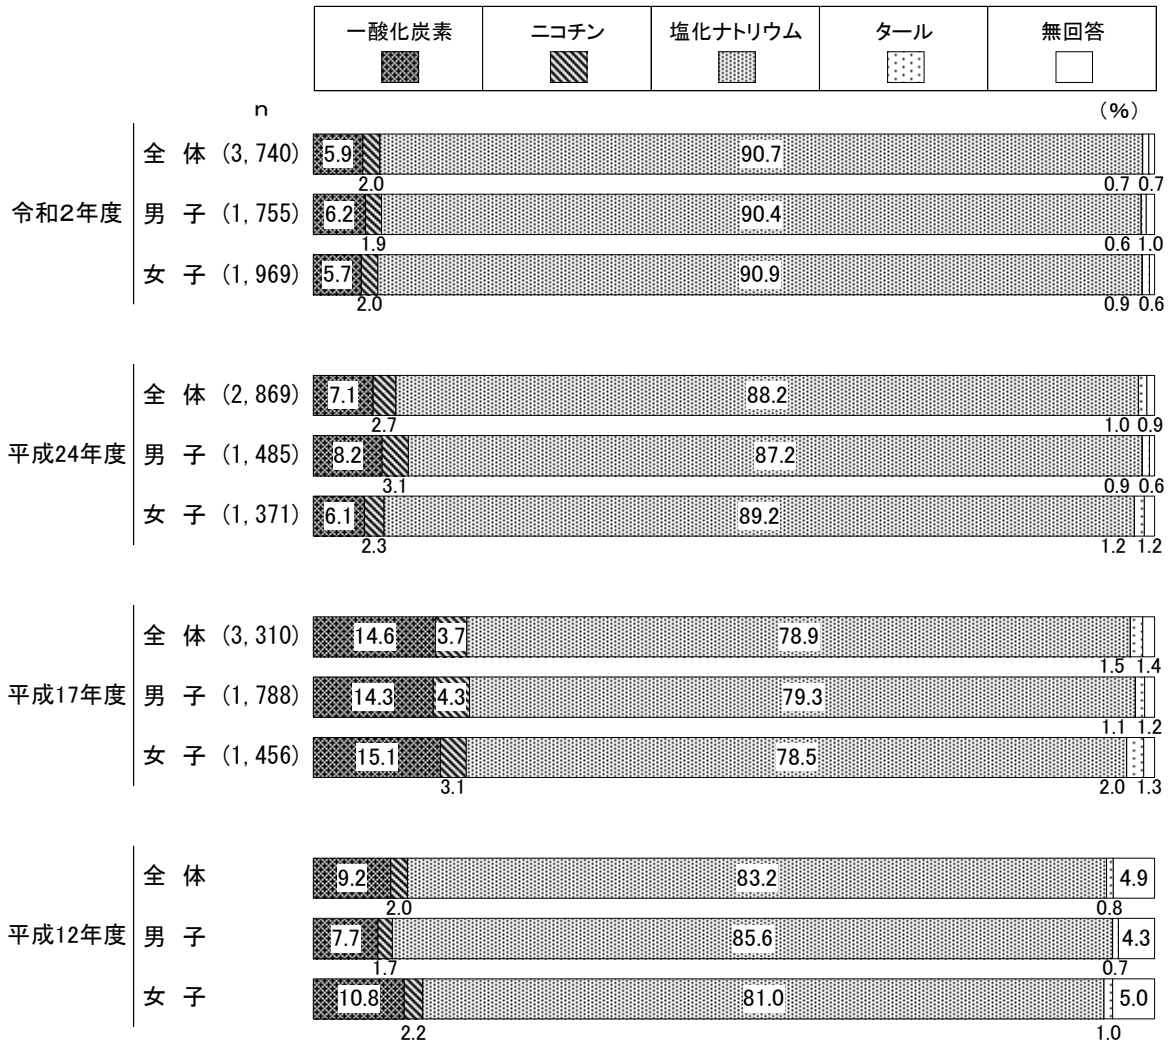 一酸化炭素 ニコチン 塩化ナトリウム タール 無回答
n (%)
全 体 (3,740) 5.9 90.7
2.0 0.7 0.7
令和2年度 男 子 (1,755) 6.2 90.4
1.9 0.6 1.0
女 子 (1,969) 5.7 90.9
2.0 0.9 0.6
全 体 (2,869) 7.1 88.2
2.7 1.0 0.9
平成24年度 男 子 (1,485) 8.2 87.2
3.1 0.9 0.6
女 子 (1,371) 6.1 89.2
2.3 1.2 1.2
全 体 (3,310) 14.6 3.7 78.9
1.5 1.4
平成17年度 男 子 (1,788) 14.3 4.3 79.3
1.1 1.2
女 子 (1,456) 15.1 78.5
3.1 2.0 1.3
全 体 9.2 83.2 4.9
2.0 0.8
平成12年度 男 子 7.7 85.6 4.3
1.7 0.7
女 子 10.8 81.0 5.0
2.2 1.0